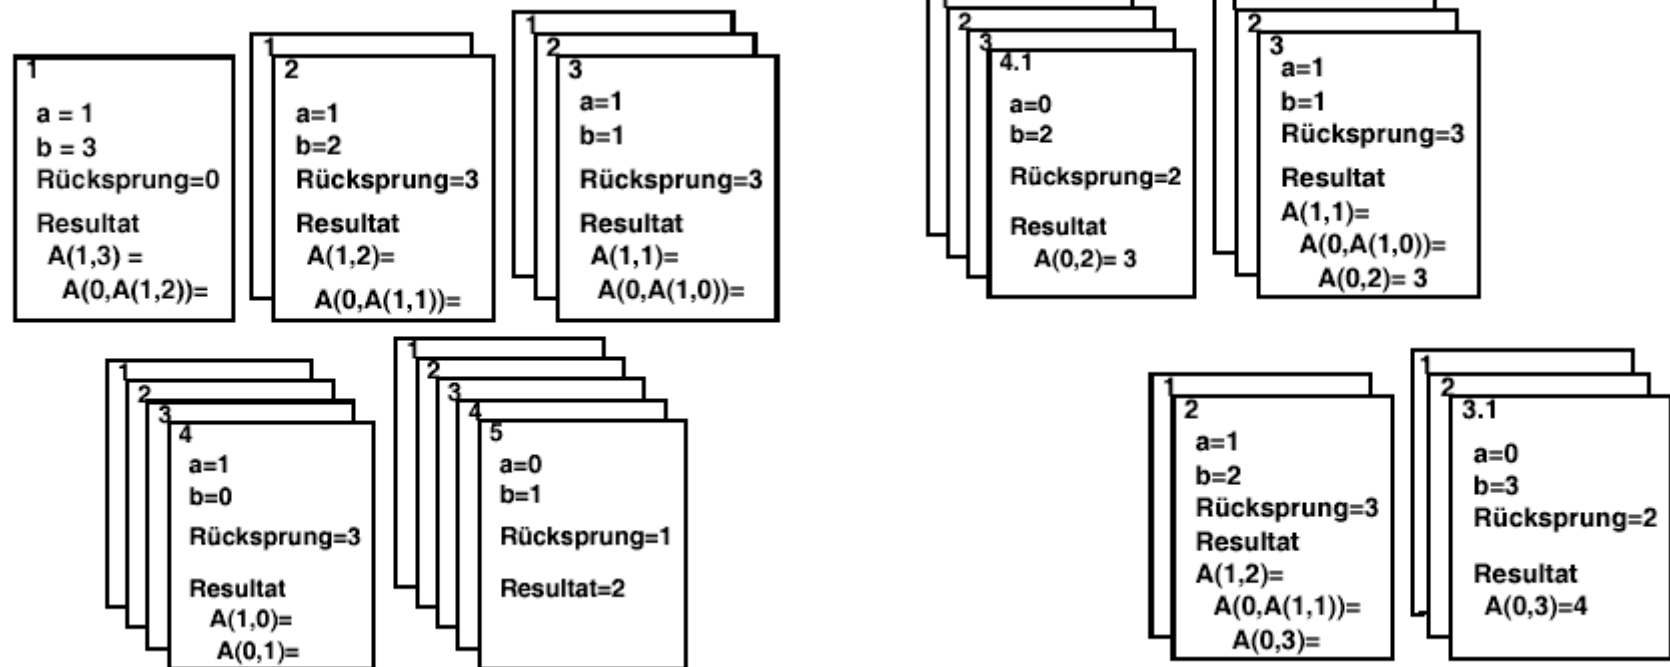 1
a = 1
b = 3
Rücksprung=0
Resultat
A(1,3) =
A(0,A(1,2))=
1
2
a=1
b=2
Rücksprung=3
Resultat
A(1,2)=
A(0,A(1,1))=
1
2
3
a=1
b=1
Rücksprung=3
Resultat
A(1,1)=
A(0,A(1,0))=
2
3
4.1
a=0
b=2
Rücksprung=2
Resultat
A(0,2)= 3
2
3
a=1
b=1
Rücksprung=3
Resultat
A(1,1)=
A(0,A(1,0))=
A(0,2)= 3
1
2
3
4
a=1
b=0
Rücksprung=3
Resultat
A(1,0)=
A(0,1)=
1
2
3
4
5
a=0
b=1
Rücksprung=1
Resultat=2
1
2
a=1
b=2
Rücksprung=3
Resultat
A(1,2)=
A(0,A(1,1))=
A(0,3)=
1
2
3.1
a=0
b=3
Rücksprung=2
Resultat
A(0,3)=4